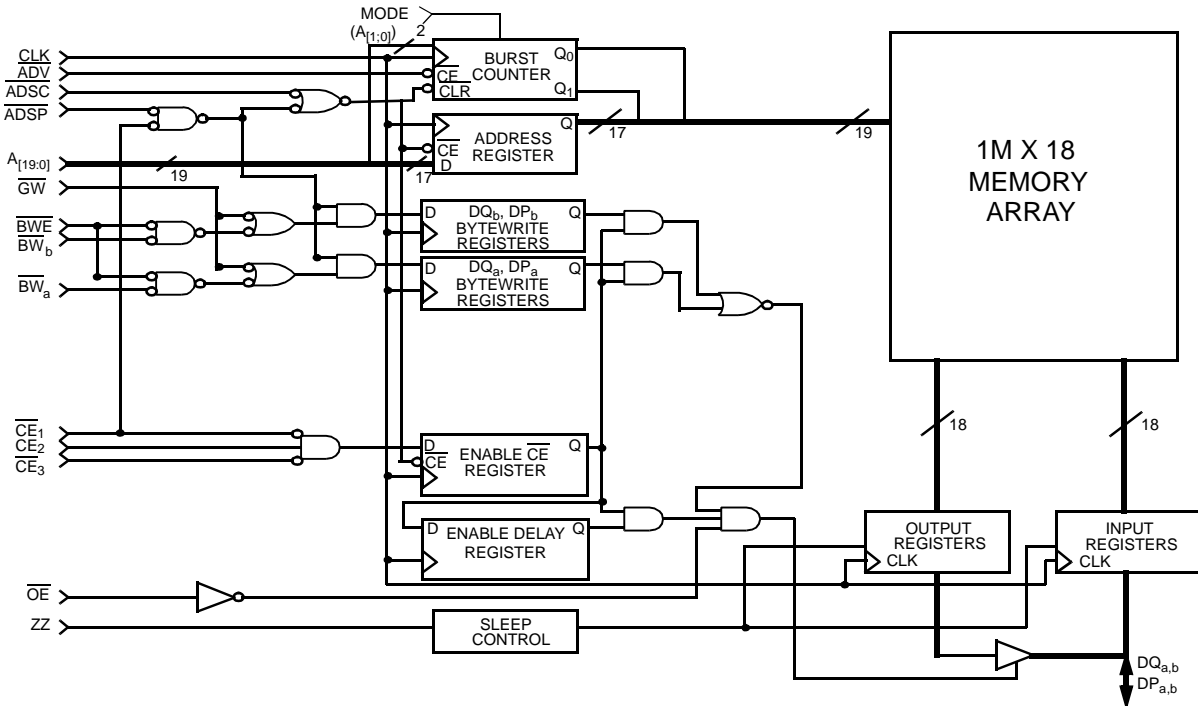 MODE
(A[1;0]) 2
CLK
ADV
ADSC
ADSP
A[19:0]
19
17
GW
BWE
BWb
BWa
CE1
CE2
CE3
OE
ZZ
BURST
COUNTER
CE
CLR
Q0
Q1
ADDRESS
REGISTER
CE
D
Q
17
19
1M X 18
MEMORY
ARRAY
D DQb, DPb Q
BYTEWRITE
REGISTERS
D DQa, DPa Q
BYTEWRITE
REGISTERS
D ENABLE CE Q
CE REGISTER
D ENABLE DELAY Q
REGISTER
SLEEP
CONTROL
18
18
OUTPUT
REGISTERS
CLK
INPUT
REGISTERS
CLK
DQa,b
DPa,b